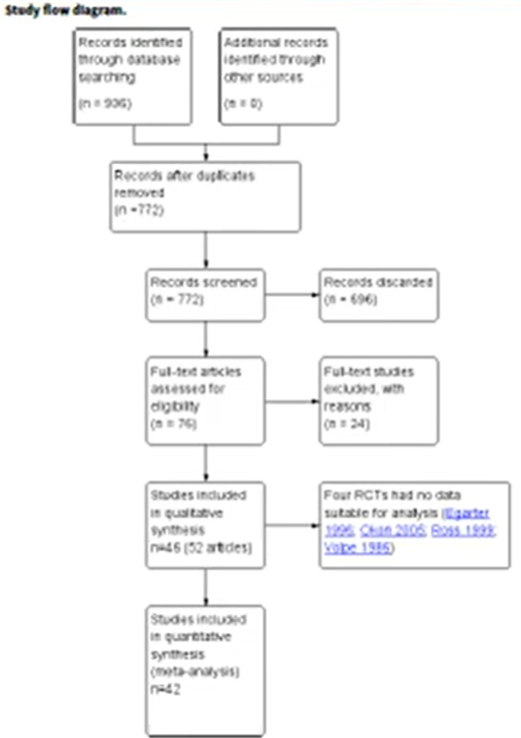 Study flow diagram.
Records identified
through database
searching
(n = 936)
Additional records
identified through
other sources
(n = 0)
Records after duplicates
removed
(n =772)
Records screened
(n = 772)
Records discarded
(n = 696)
Full-text articles
assessed for
eligibility
(n = 76)
Full-text studies
excluded, with
reasons
(n = 24)
Studies included
in qualitative
synthesis
n=46 (52 articles)
Four RCTs had no data
suitable for analysis (Egarter
1996; Okon 2005; Ross 1999;
Volpe 1986)
Studies included
in quantitative
synthesis
(meta-analysis)
n=42